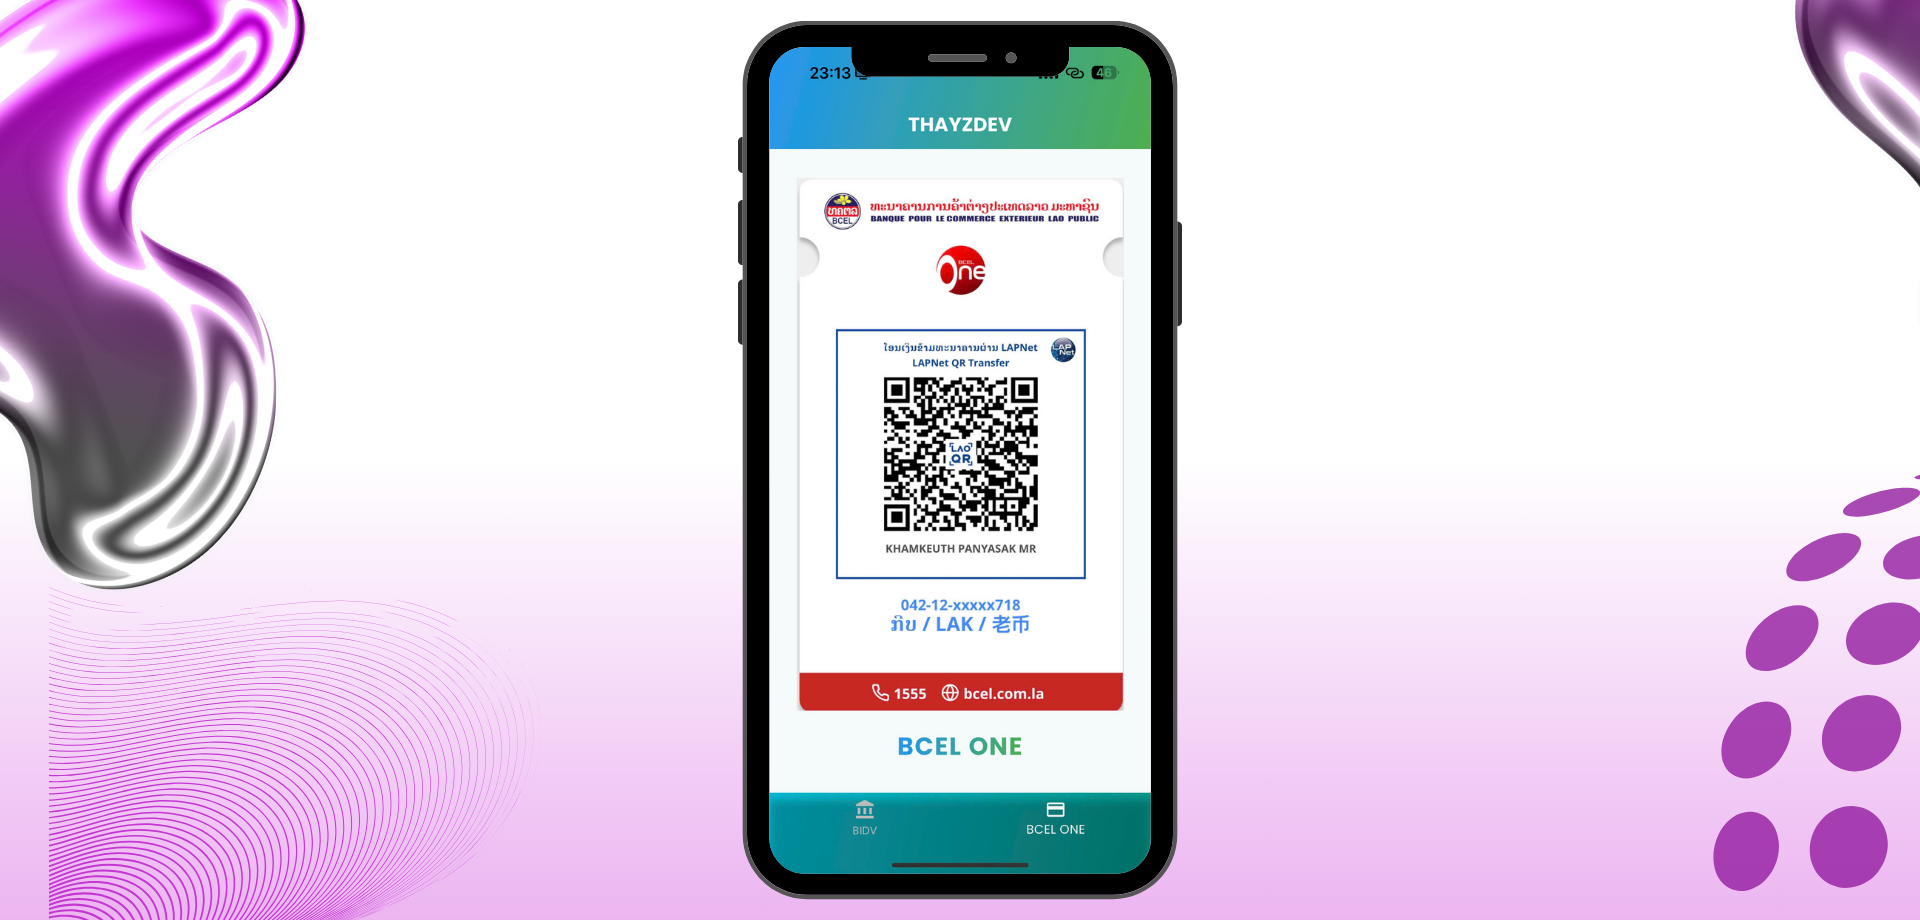 23:13
46
THAYZDEV
ທຄຕລ
BCEL
ທະນາຄານການຄ້າຕ່າງປະເທດລາວ ມະຫາຊົນ
BANQUE POUR LE COMMERCE EXTERIEUR LAO PUBLIC
BCEL
One
ໂອນເງິນຂ້າມທະນາຄານຜ່ານ LAPNet
LAPNet QR Transfer
LAP
Net
LAO
QR
KHAMKEUTH PANYASAK MR
042-12-xxxxx718
ກີບ / LAK / 老币
1555 bcel.com.la
BCEL ONE
BIDV
BCEL ONE